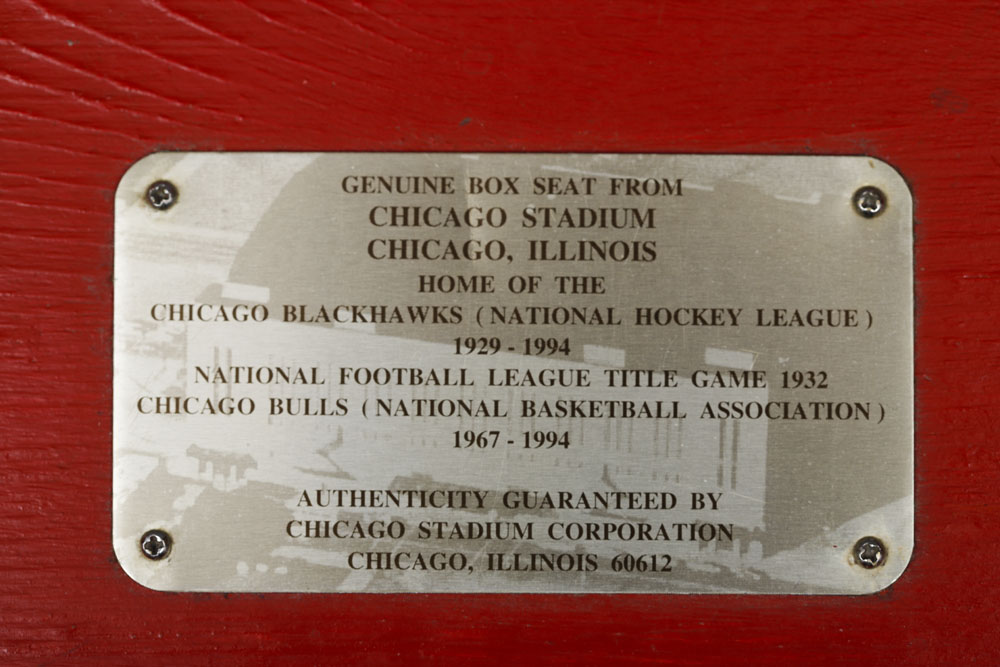 GENUINE BOX SEAT FROM
CHICAGO STADIUM
CHICAGO, ILLINOIS
HOME OF THE
CHICAGO BLACKHAWKS ( NATIONAL HOCKEY LEAGUE )
1929 - 1994
NATIONAL FOOTBALL LEAGUE TITLE GAME 1932
CHICAGO BULLS ( NATIONAL BASKETBALL ASSOCIATION )
1967 - 1994
AUTHENTICITY GUARANTEED BY
CHICAGO STADIUM CORPORATION
CHICAGO, ILLINOIS 60612